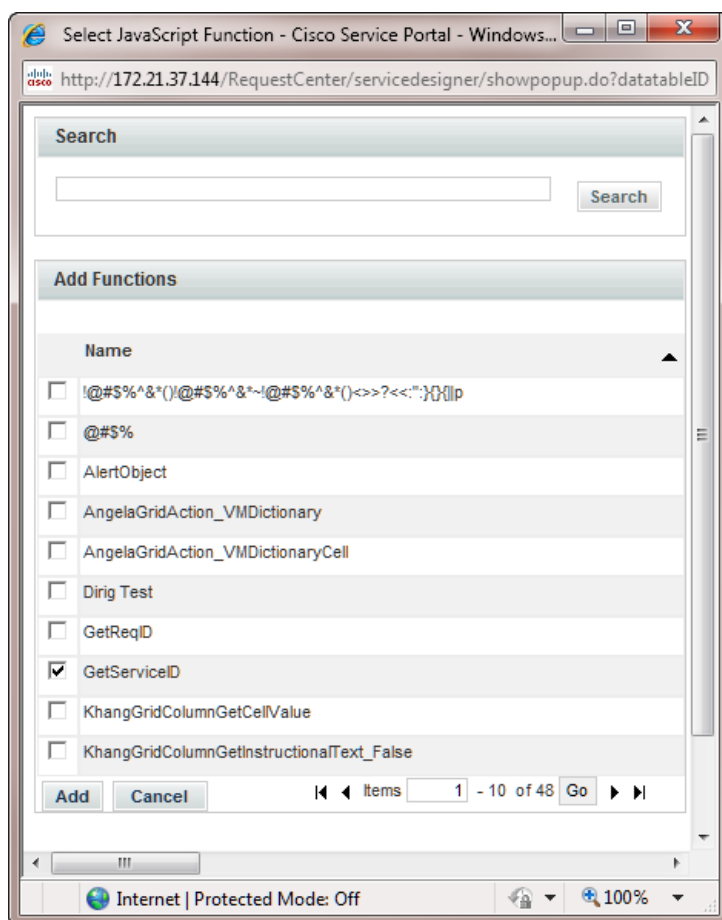 Select JavaScript Function - Cisco Service Portal - Windows...
cisco http://172.21.37.144/RequestCenter/servicedesigner/showpopup.do?datatableID
Search
Search
Add Functions
Name
!@#$%^&*()!@#$%^&*~!@#$%^&*()<>>?<<:":}{}{||p
@#$%
AlertObject
AngelaGridAction_VMDictionary
AngelaGridAction_VMDictionaryCell
Dirig Test
GetReqID
GetServiceID
KhangGridColumnGetCellValue
KhangGridColumnGetInstructionalText_False
Add Cancel Items 1 - 10 of 48 Go
Internet | Protected Mode: Off 100%